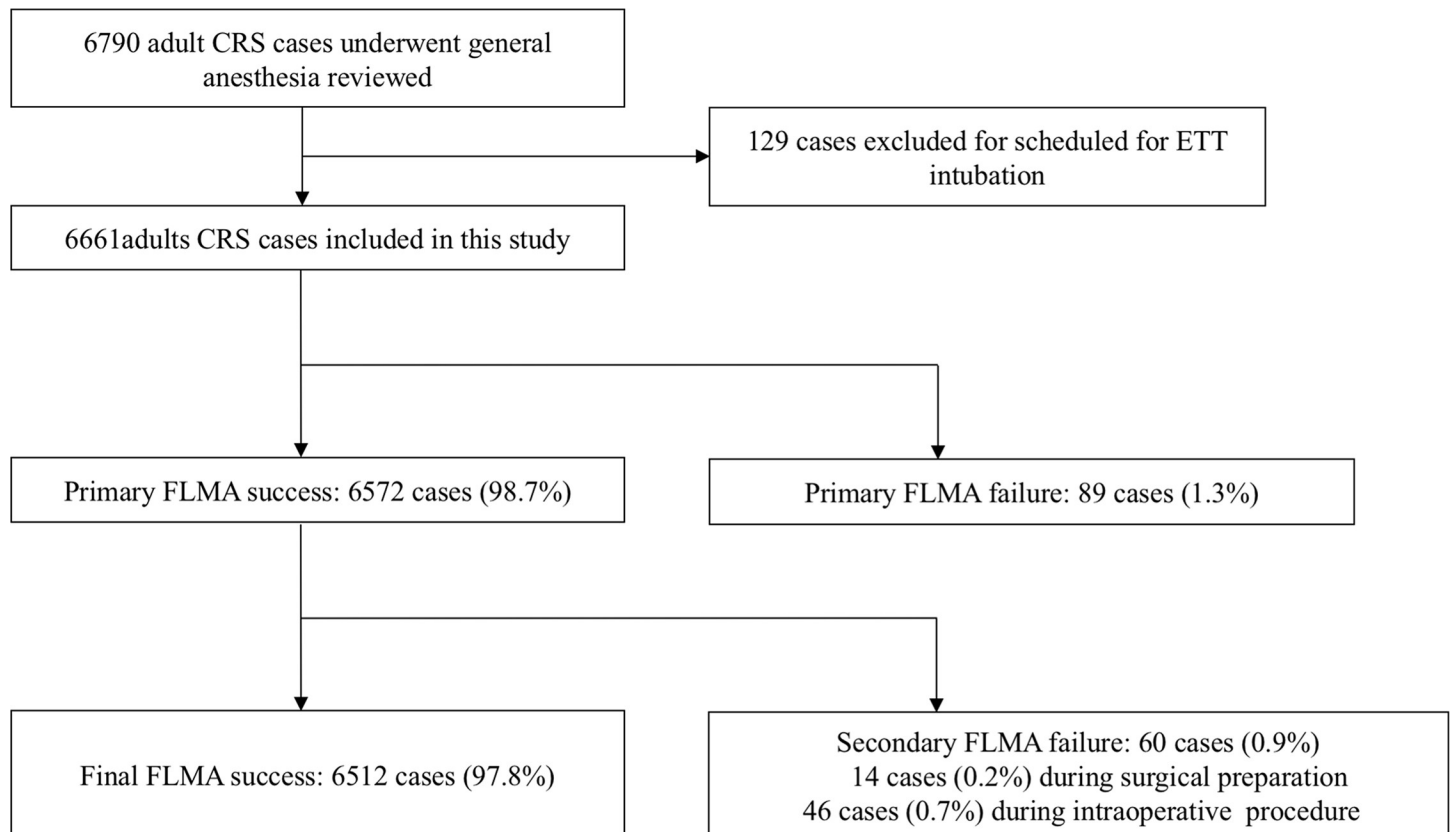 6790 adult CRS cases underwent general
anesthesia reviewed
129 cases excluded for scheduled for ETT
intubation
6661adults CRS cases included in this study
Primary FLMA success: 6572 cases (98.7%)
Primary FLMA failure: 89 cases (1.3%)
Final FLMA success: 6512 cases (97.8%)
Secondary FLMA failure: 60 cases (0.9%)
14 cases (0.2%) during surgical preparation
46 cases (0.7%) during intraoperative procedure